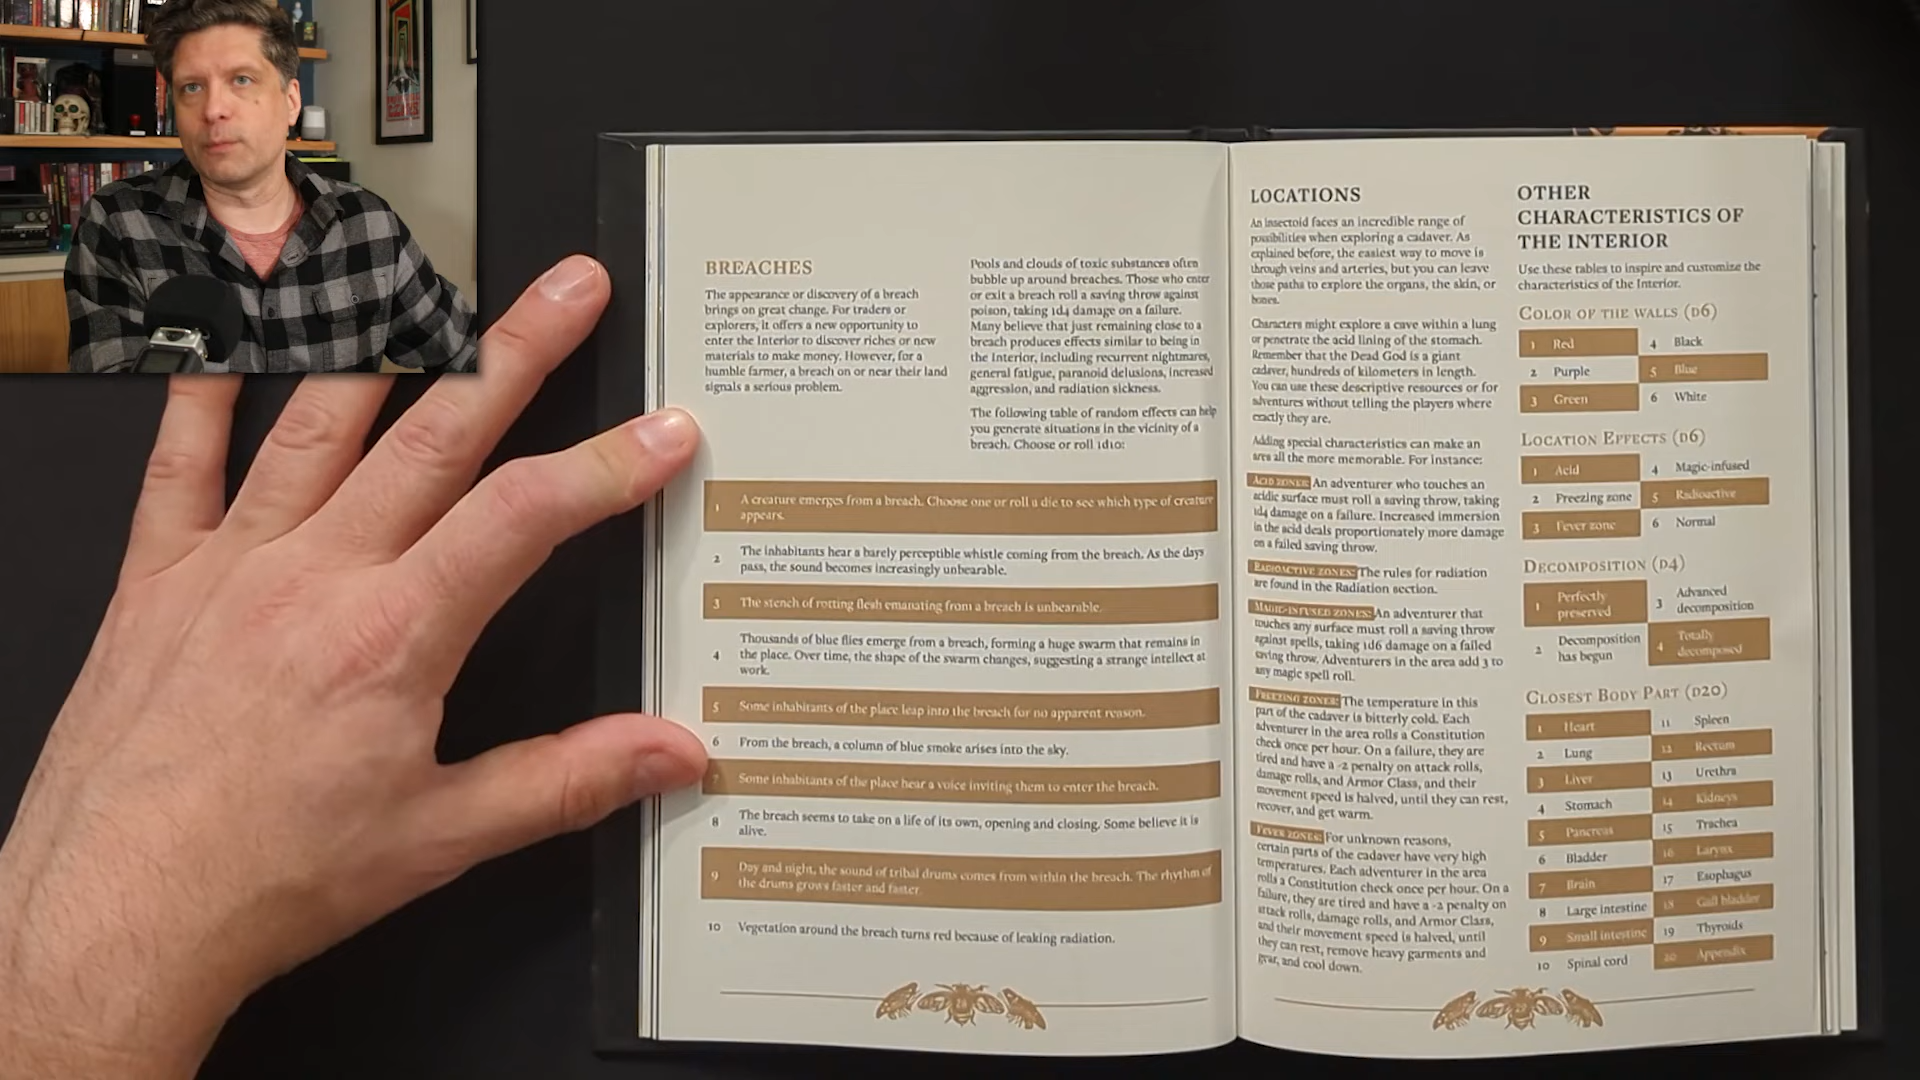 BREACHES
The appearance or discovery of a breach
brings on great change. For traders or
explorers, it offers a new opportunity to
enter the Interior to discover riches or new
materials to make money. However, for a
humble farmer, a breach on or near their land
signals a serious problem.
Pools and clouds of toxic substances often
bubble up around breaches. Those who enter
or exit a breach roll a saving throw against
poison, taking 1d4 damage on a failure.
Many believe that just remaining close to a
breach produces effects similar to being in
the Interior, including recurrent nightmares,
general fatigue, paranoid delusions, increased
aggression, and radiation sickness.
The following table of random effects can help
you generate situations in the vicinity of a
breach. Choose or roll 1d10:
1 A creature emerges from a breach. Choose one or roll a die to see which type of creature
appears.
2 The inhabitants hear a barely perceptible whistle coming from the breach. As the days
pass, the sound becomes increasingly unbearable.
3 The stench of rotting flesh emanating from a breach is unbearable.
4 Thousands of blue flies emerge from a breach, forming a huge swarm that remains in
the place. Over time, the shape of the swarm changes, suggesting a strange intellect at
work.
5 Some inhabitants of the place leap into the breach for no apparent reason.
6 From the breach, a column of blue smoke arises into the sky.
7 Some inhabitants of the place hear a voice inviting them to enter the breach.
8 The breach seems to take on a life of its own, opening and closing. Some believe it is
alive.
9 Day and night, the sound of tribal drums comes from within the breach. The rhythm of
the drums grows faster and faster.
10 Vegetation around the breach turns red because of leaking radiation.
28
LOCATIONS
An insectoid faces an incredible range of
possibilities when exploring a cadaver. As
explained before, the easiest way to move is
through veins and arteries, but you can leave
those paths to explore the organs, the skin, or
bones.
Characters might explore a cave within a lung
or penetrate the acid lining of the stomach.
Remember that the Dead God is a giant
cadaver, hundreds of kilometers in length.
You can use these descriptive resources or for
adventures without telling the players where
exactly they are.
Adding special characteristics can make an
area all the more memorable. For instance:
ACID ZONES: An adventurer who touches an
acidic surface must roll a saving throw, taking
1d4 damage on a failure. Increased immersion
in the acid deals proportionately more damage
on a failed saving throw.
RADIOACTIVE ZONES: The rules for radiation
are found in the Radiation section.
MAGIC-INFUSED ZONES: An adventurer that
touches any surface must roll a saving throw
against spells, taking 1d6 damage on a failed
saving throw. Adventurers in the area add 3 to
any magic spell roll.
FREEZING ZONES: The temperature in this
part of the cadaver is bitterly cold. Each
adventurer in the area rolls a Constitution
check once per hour. On a failure, they are
tired and have a -2 penalty on attack rolls,
damage rolls, and Armor Class, and their
movement speed is halved, until they can rest,
recover, and get warm.
FEVER ZONES: For unknown reasons,
certain parts of the cadaver have very high
temperatures. Each adventurer in the area
rolls a Constitution check once per hour. On a
failure, they are tired and have a -2 penalty on
attack rolls, damage rolls, and Armor Class,
and their movement speed is halved, until
they can rest, remove heavy garments and
gear, and cool down.
OTHER
CHARACTERISTICS OF
THE INTERIOR
Use these tables to inspire and customize the
characteristics of the Interior.
COLOR OF THE WALLS (D6)
1 Red 4 Black
2 Purple 5 Blue
3 Green 6 White
LOCATION EFFECTS (D6)
1 Acid 4 Magic-infused
2 Freezing zone 5 Radioactive
3 Fever zone 6 Normal
DECOMPOSITION (D4)
1 Perfectly
preserved
3 Advanced
decomposition
2 Decomposition
has begun
4 Totally
decomposed
CLOSEST BODY PART (D20)
1 Heart 11 Spleen
2 Lung 12 Rectum
3 Liver 13 Urethra
4 Stomach 14 Kidneys
5 Pancreas 15 Trachea
6 Bladder 16 Larynx
7 Brain 17 Esophagus
8 Large intestine 18 Gall bladder
9 Small intestine 19 Thyroids
10 Spinal cord 20 Appendix